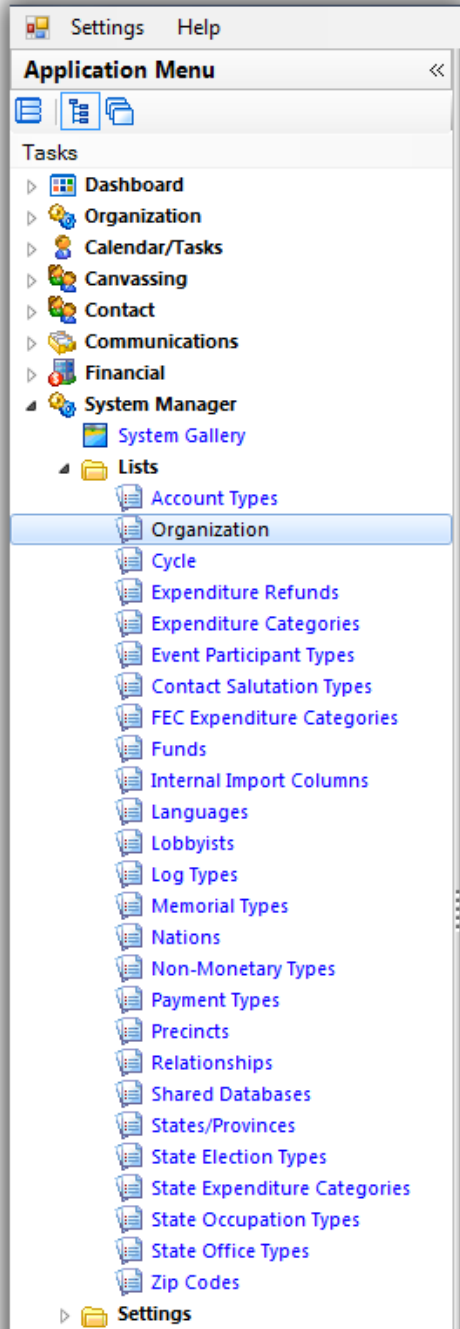 Settings Help
Application Menu «
Tasks
Dashboard
Organization
Calendar/Tasks
Canvassing
Contact
Communications
Financial
System Manager
System Gallery
Lists
Account Types
Organization
Cycle
Expenditure Refunds
Expenditure Categories
Event Participant Types
Contact Salutation Types
FEC Expenditure Categories
Funds
Internal Import Columns
Languages
Lobbyists
Log Types
Memorial Types
Nations
Non-Monetary Types
Payment Types
Precincts
Relationships
Shared Databases
States/Provinces
State Election Types
State Expenditure Categories
State Occupation Types
State Office Types
Zip Codes
Settings